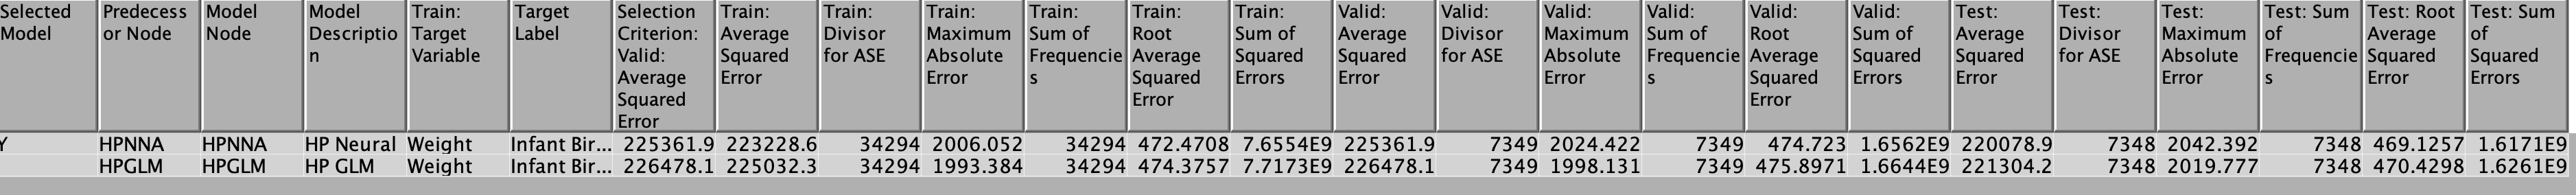 Selected Model
Predecess or Node
Model Node
Model Descriptio n
Train: Target Variable
Target Label
Selection Criterion: Valid: Average Squared Error
Train: Average Squared Error
Train: Divisor for ASE
Train: Maximum Absolute Error
Train: Sum of Frequencie s
Train: Root Average Squared Error
Train: Sum of Squared Errors
Valid: Average Squared Error
Valid: Divisor for ASE
Valid: Maximum Absolute Error
Valid: Sum of Frequencie s
Valid: Root Average Squared Error
Valid: Sum of Squared Errors
Test: Average Squared Error
Test: Divisor for ASE
Test: Maximum Absolute Error
Test: Sum of Frequencie s
Test: Root Average Squared Error
Test: Sum of Squared Errors
Y HPNNA HPNNA HP Neural Weight Infant Bir... 225361.9 223228.6 34294 2006.052 34294 472.4708 7.6554E9 225361.9 7349 2024.422 7349 474.723 1.6562E9 220078.9 7348 2042.392 7348 469.1257 1.6171E9
HPGLM HPGLM HP GLM Weight Infant Bir... 226478.1 225032.3 34294 1993.384 34294 474.3757 7.7173E9 226478.1 7349 1998.131 7349 475.8971 1.6644E9 221304.2 7348 2019.777 7348 470.4298 1.6261E9